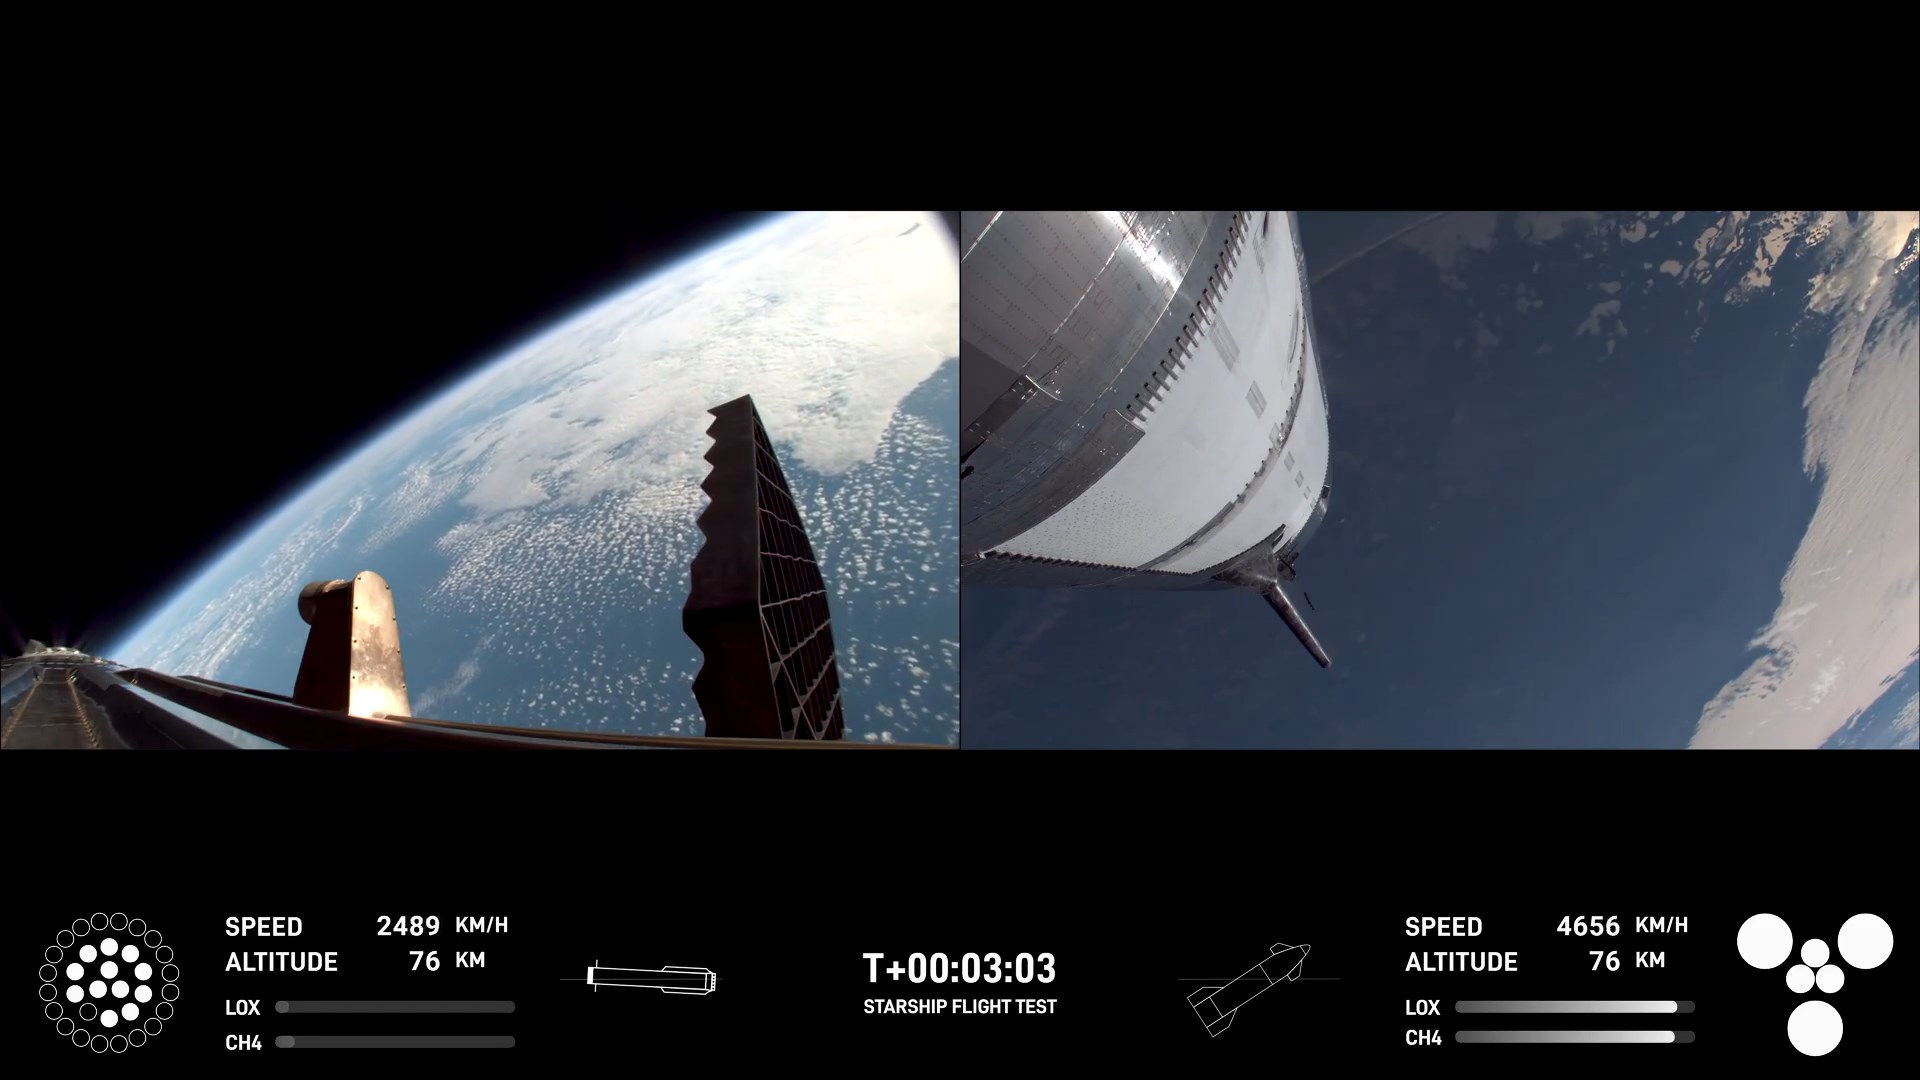 SPEED 2489 KM/H
ALTITUDE 76 KM
LOX
CH4
T+00:03:03
STARSHIP FLIGHT TEST
SPEED 4656 KM/H
ALTITUDE 76 KM
LOX
CH4